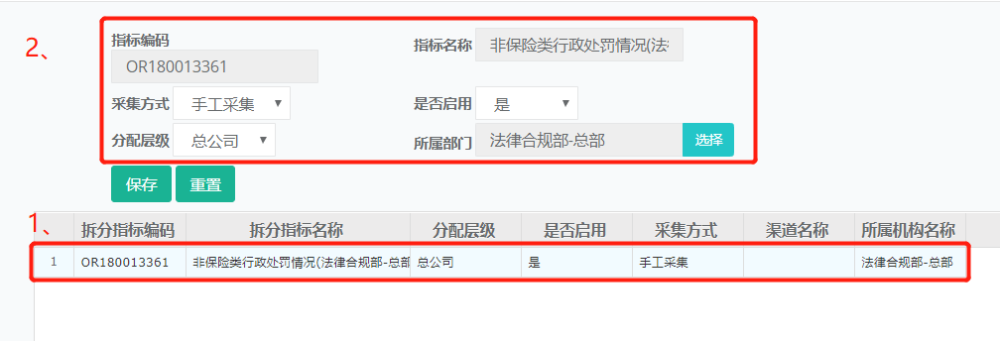 2、
指标编码
指标名称 非保险类行政处罚情况(法
OR180013361
采集方式 手工采集 是否启用 是
分配层级 总公司 所属部门 法律合规部-总部 选择
保存 重置
1、
拆分指标编码 拆分指标名称 分配层级 是否启用 采集方式 渠道名称 所属机构名称
1 OR180013361 非保险类行政处罚情况(法律合规部-总部 总公司 是 手工采集 法律合规部-总部